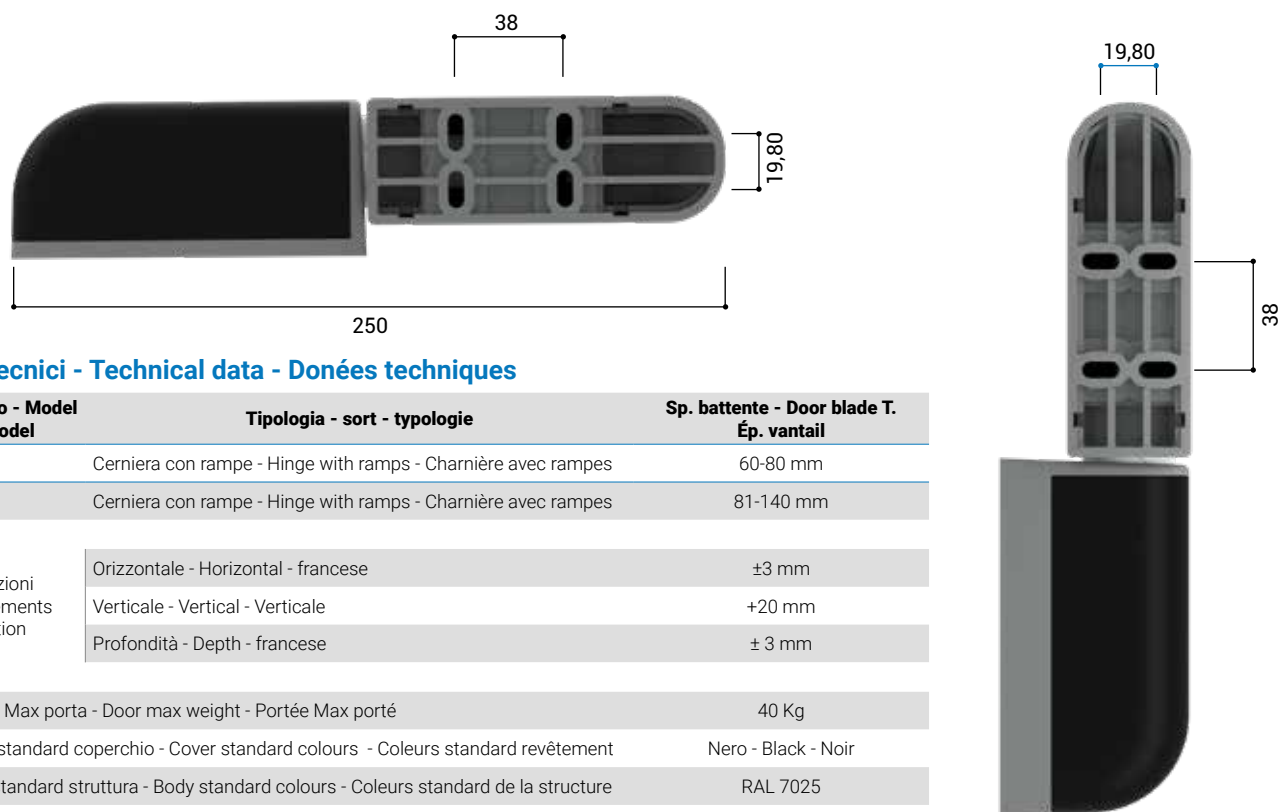 38
19,80
19,80
250
38
ecnici - Technical data - Donées techniques
o - Model
odel
Tipologia - sort - typologie
Sp. battente - Door blade T.
Ép. vantail
Cerniera con rampe - Hinge with ramps - Charnière avec rampes
60-80 mm
Cerniera con rampe - Hinge with ramps - Charnière avec rampes
81-140 mm
zioni
ements
tion
Orizzontale - Horizontal - francese
±3 mm
Verticale - Vertical - Verticale
+20 mm
Profondità - Depth - francese
± 3 mm
Max porta - Door max weight - Portée Max porté
40 Kg
standard coperchio - Cover standard colours - Coleurs standard revêtement
Nero - Black - Noir
tandard struttura - Body standard colours - Coleurs standard de la structure
RAL 7025